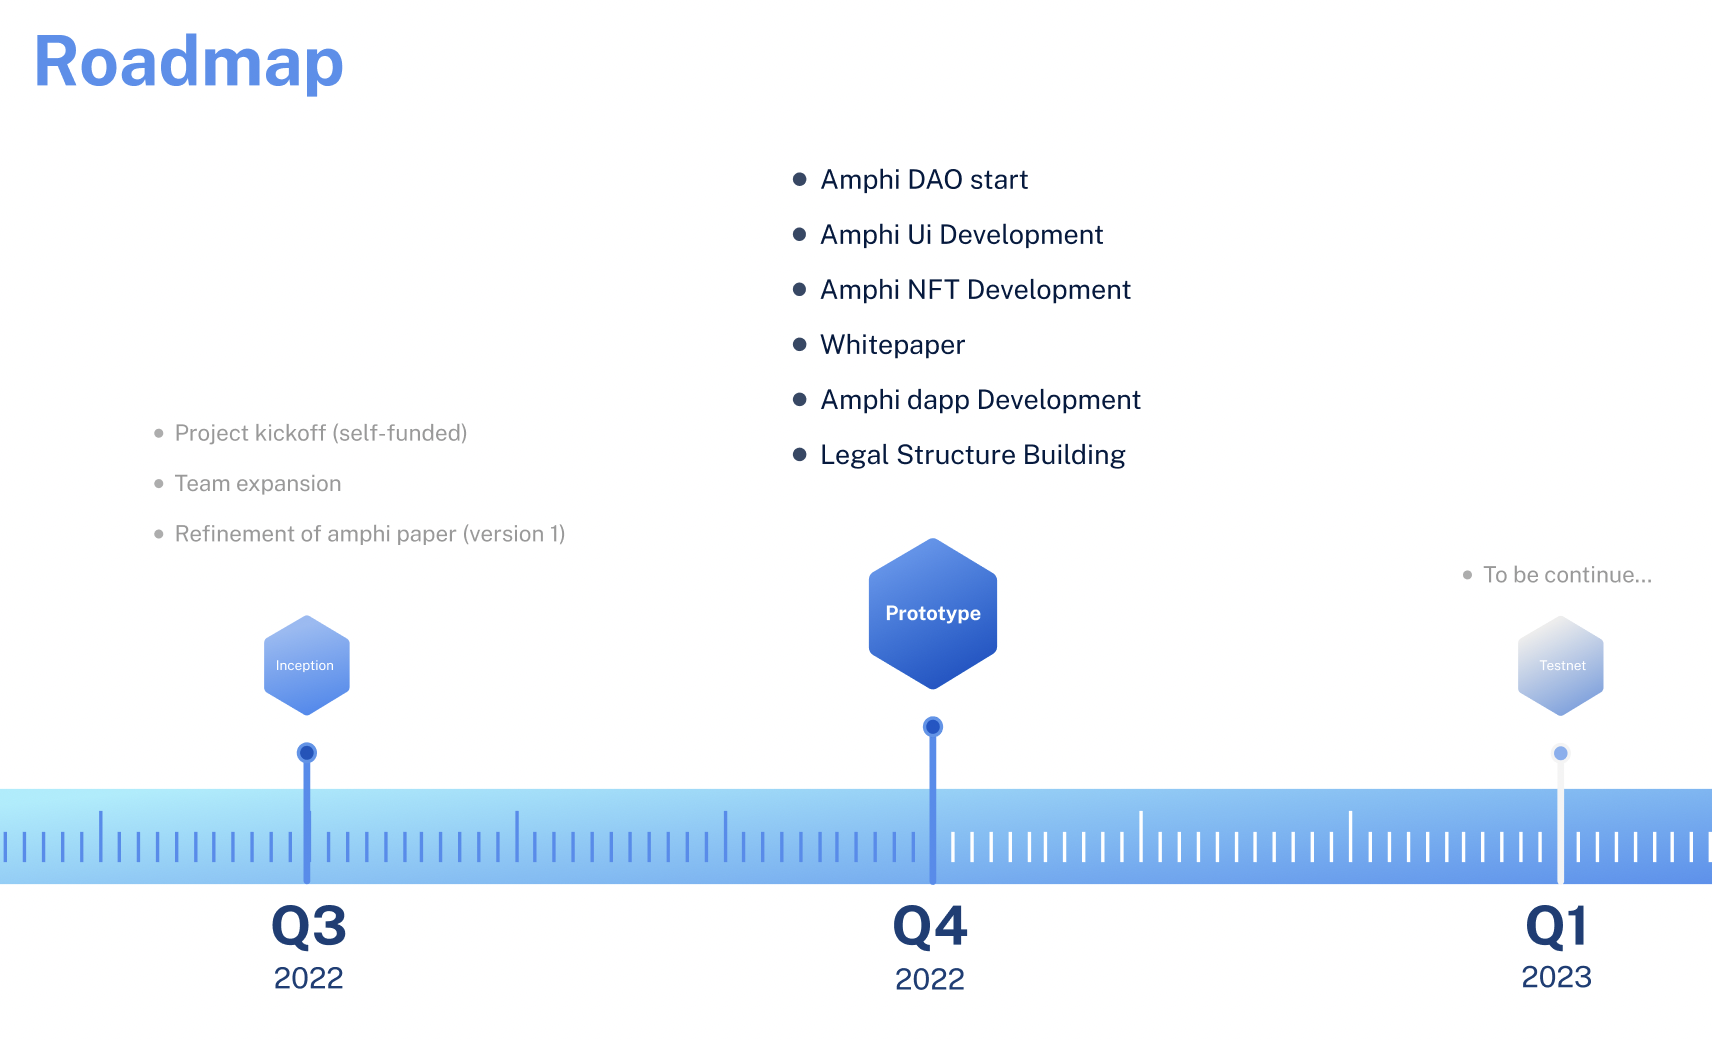 Roadmap
Amphi DAO start
Amphi Ui Development
Amphi NFT Development
Whitepaper
Amphi dapp Development
Legal Structure Building
Project kickoff (self-funded)
Team expansion
Refinement of amphi paper (version 1)
To be continue...
Inception
Prototype
Testnet
Q3
2022
Q4
2022
Q1
2023